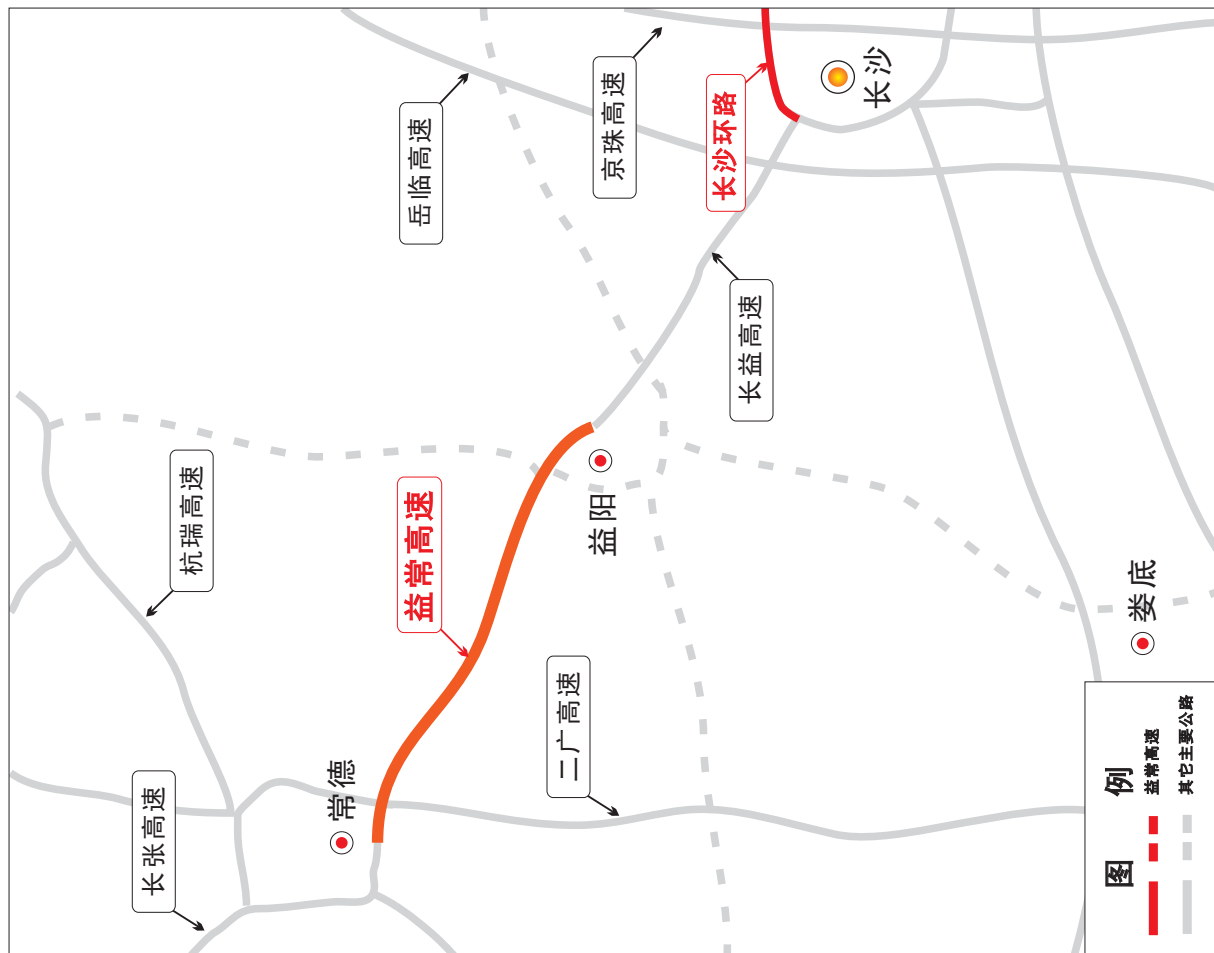 长张高速
杭瑞高速
岳临高速
京珠高速
长沙环路
长沙
常德
益常高速
益阳
长益高速
二广高速
娄底
图例
益常高速
其它主要公路